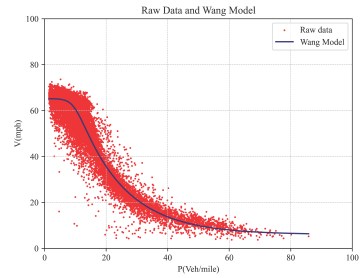 Raw Data and Wang Model
100
80
60
40
20
0
V(mph)
Raw data
Wang Model
0 20 40 60 80 100
P(Veh/mile)